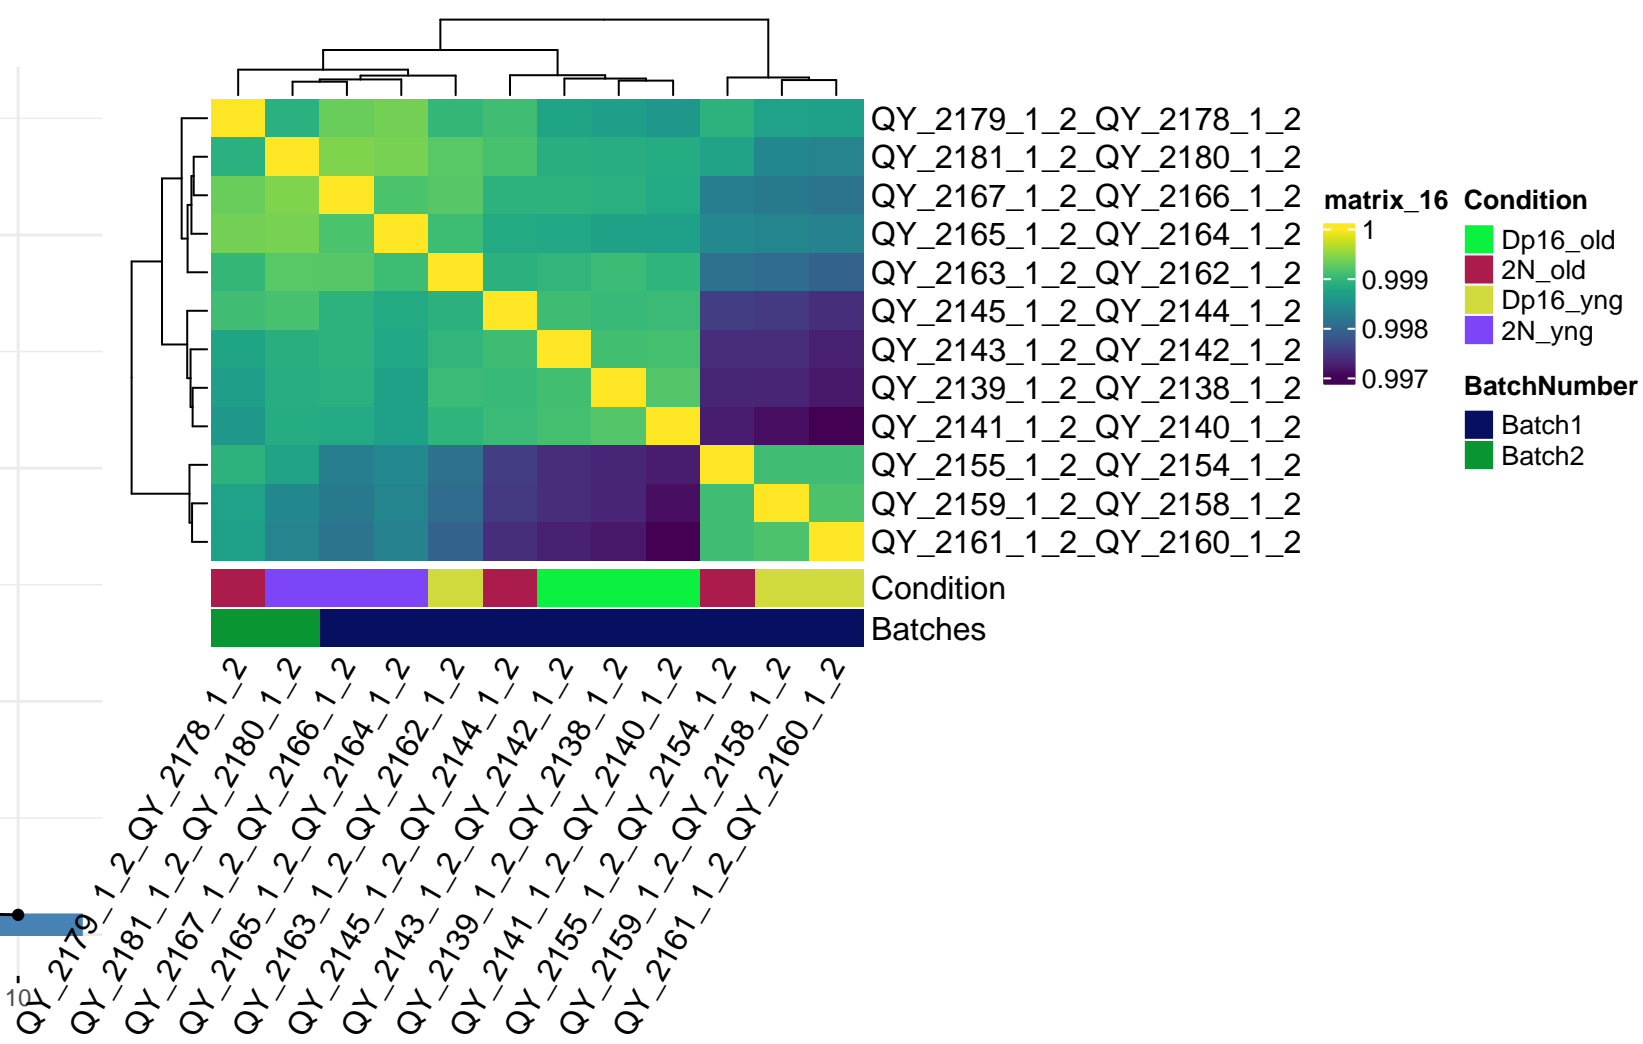 QY_2179_1_2_QY_2178_1_2
QY_2181_1_2_QY_2180_1_2
QY_2167_1_2_QY_2166_1_2
QY_2165_1_2_QY_2164_1_2
QY_2163_1_2_QY_2162_1_2
QY_2145_1_2_QY_2144_1_2
QY_2143_1_2_QY_2142_1_2
QY_2139_1_2_QY_2138_1_2
QY_2141_1_2_QY_2140_1_2
QY_2155_1_2_QY_2154_1_2
QY_2159_1_2_QY_2158_1_2
QY_2161_1_2_QY_2160_1_2
Condition
Batches
matrix_16
1
0.999
0.998
0.997
Condition
Dp16_old
2N_old
Dp16_yng
2N_yng
BatchNumber
Batch1
Batch2
QY_2179_1_2_QY_2178_1_2
QY_2181_1_2_QY_2180_1_2
QY_2167_1_2_QY_2166_1_2
QY_2165_1_2_QY_2164_1_2
QY_2163_1_2_QY_2162_1_2
QY_2145_1_2_QY_2144_1_2
QY_2143_1_2_QY_2142_1_2
QY_2139_1_2_QY_2138_1_2
QY_2141_1_2_QY_2140_1_2
QY_2155_1_2_QY_2154_1_2
QY_2159_1_2_QY_2158_1_2
QY_2161_1_2_QY_2160_1_2
10